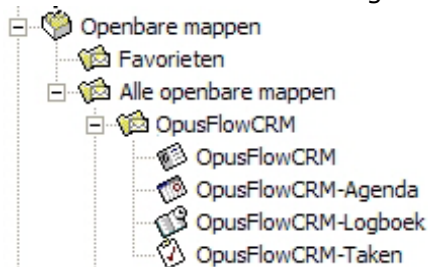 Openbare mappen
Favorieten
Alle openbare mappen
OpusFlowCRM
OpusFlowCRM
OpusFlowCRM-Agenda
OpusFlowCRM-Logboek
OpusFlowCRM-Taken